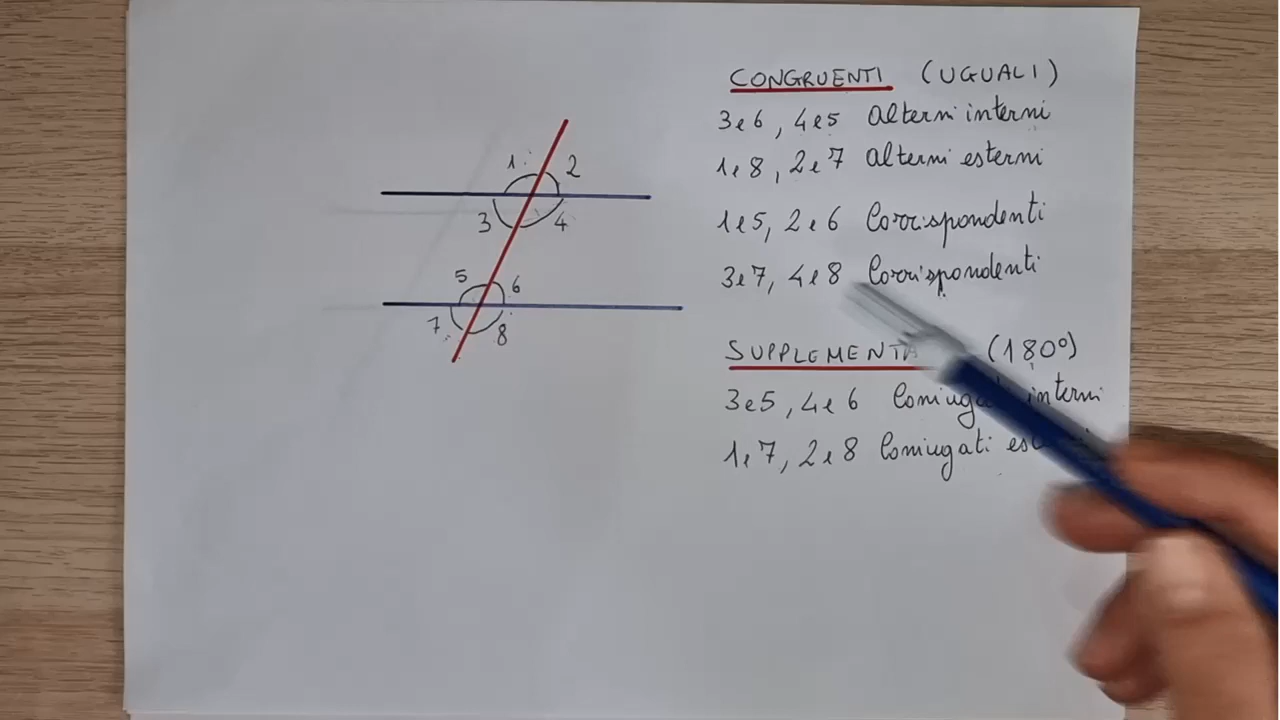 1 2
3 4
5 6
7 8
CONGRUENTI (UGUALI)
3 e 6, 4 e 5 Alterni interni
1 e 8, 2 e 7 Alterni esterni
1 e 5, 2 e 6 Corrispondenti
3 e 7, 4 e 8 Corrispondenti
(180°)
3 e 5, 4 e 6 interni
1 e 7, 2 e 8 Coniugati